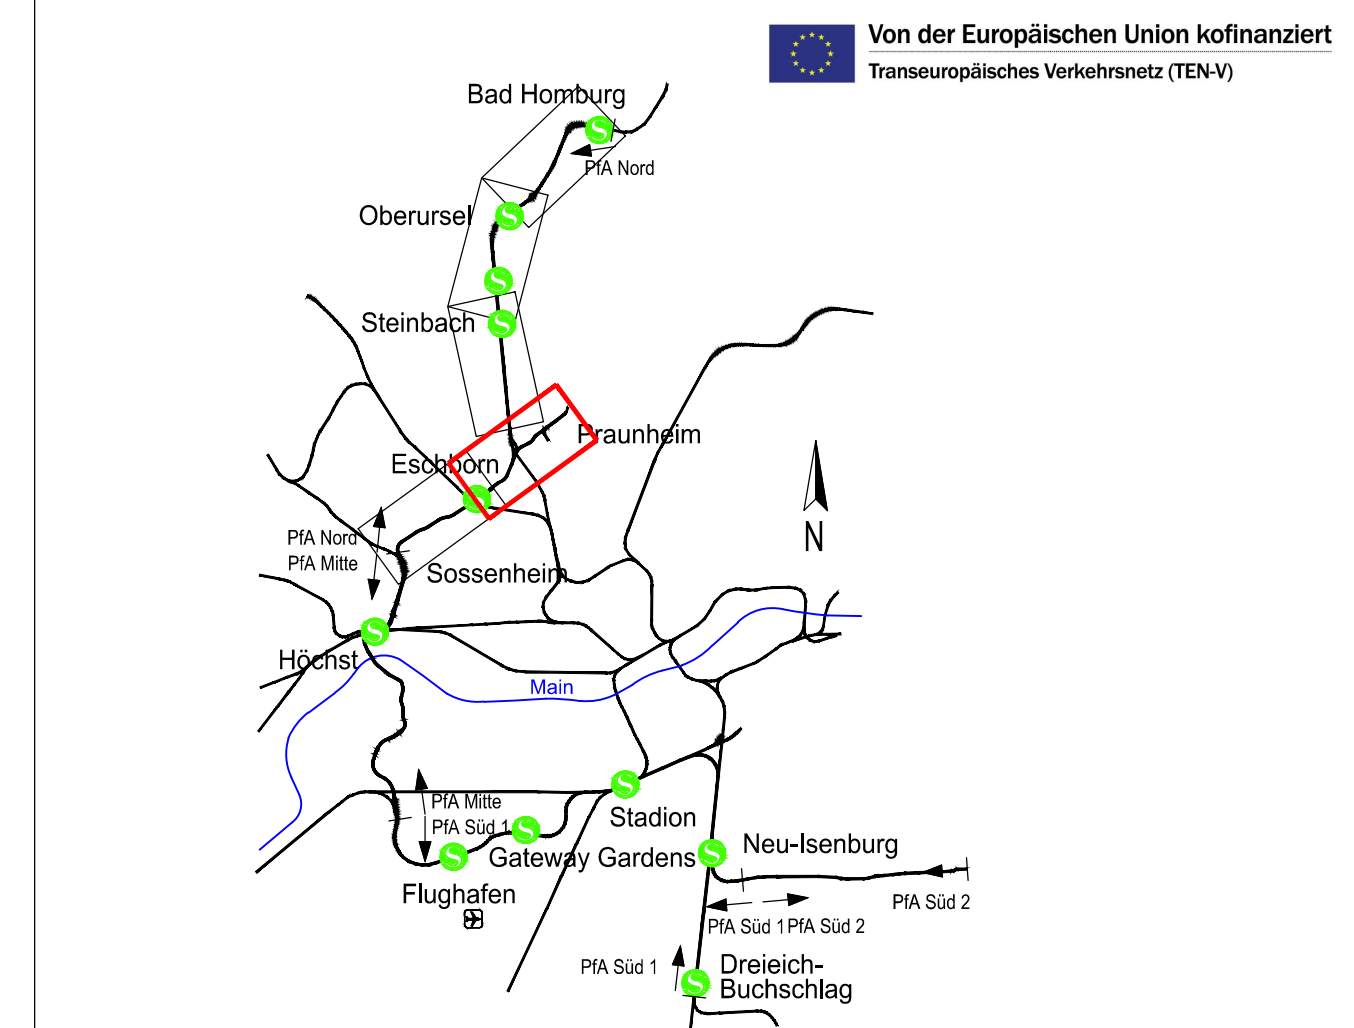 Von der Europäischen Union kofinanziert
Transeuropäisches Verkehrsnetz (TEN-V)
Bad Homburg
S
PfA Nord
Oberursel
S
S
Steinbach
S
Praunheim
Eschborn
S
PfA Nord
PfA Mitte
N
Sossenheim
S
Höchst
Main
S
PfA Mitte
PfA Süd 1
Stadion
S
Gateway Gardens
S
Neu-Isenburg
S
Flughafen
PfA Süd 2
PfA Süd 1
PfA Süd 2
PfA Süd 1
S
Dreieich-
Buchschlag